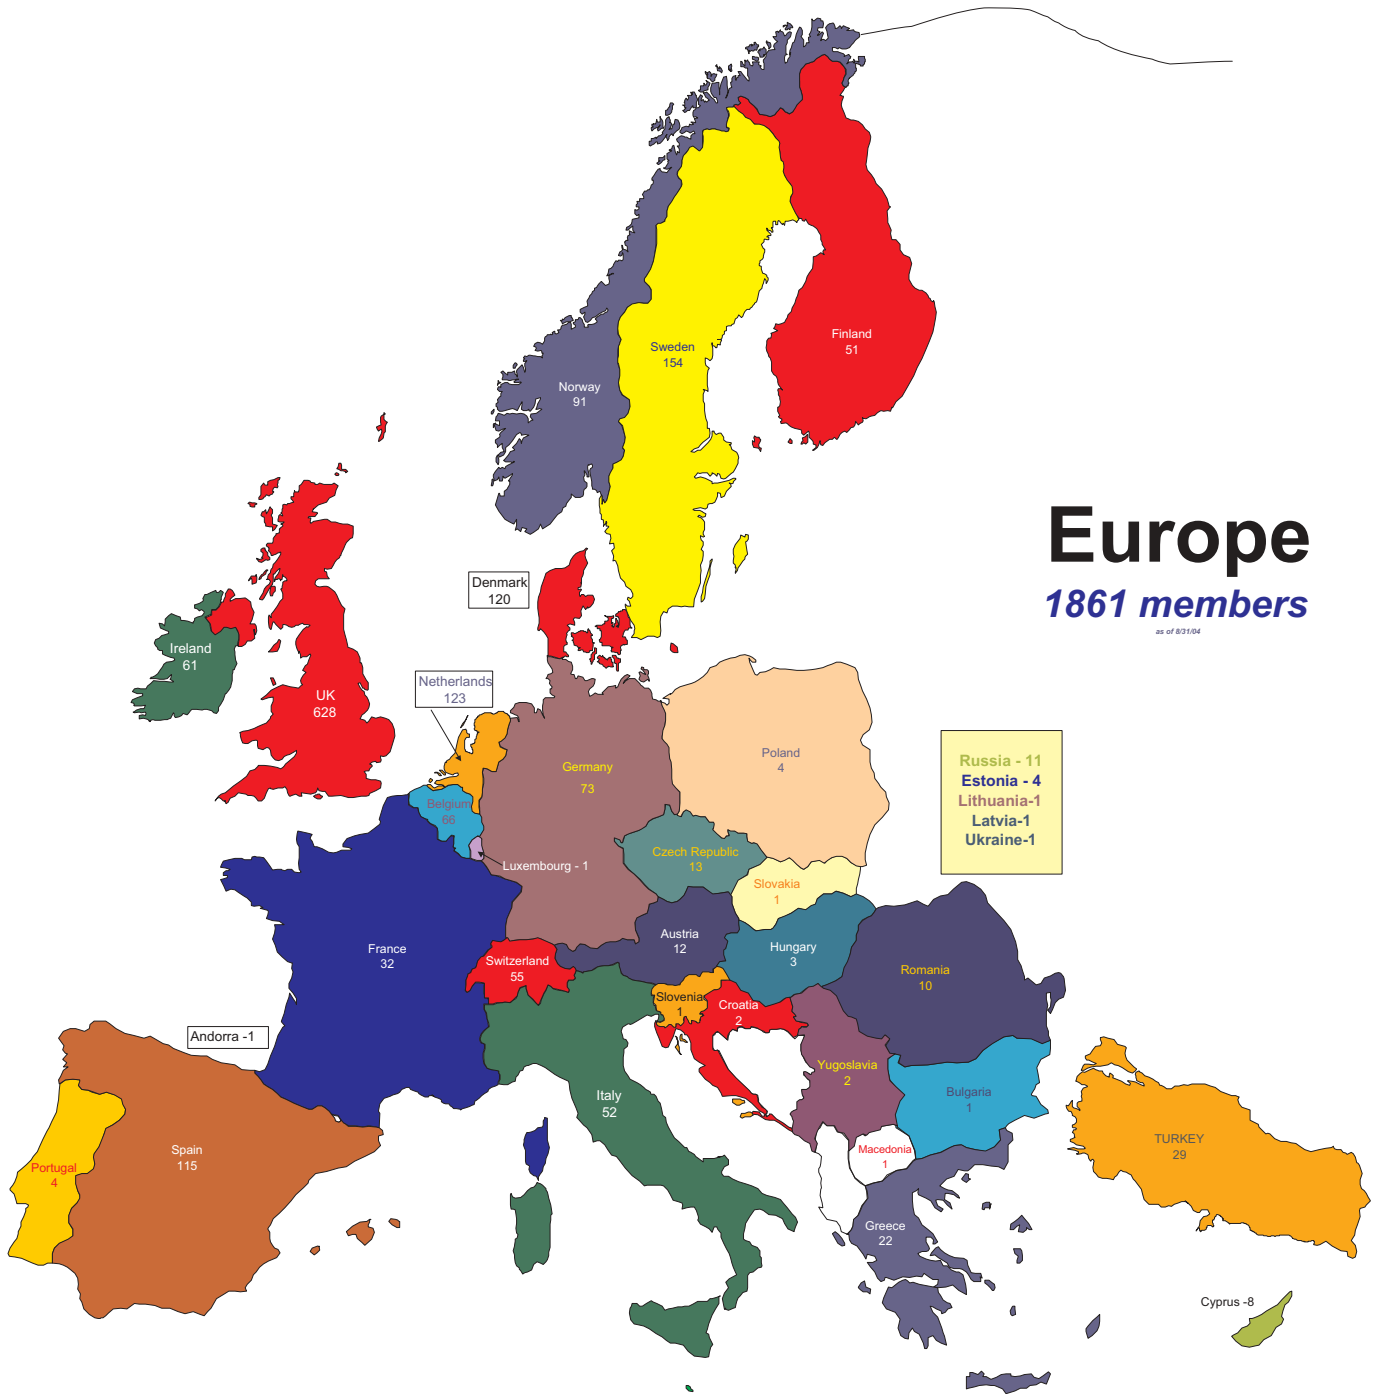 Finland
51
Sweden
154
Norway
91
Europe
1861 members
as of 8/31/04
Denmark
120
Ireland
61
UK
628
Netherlands
123
Germany
73
Poland
4
Russia - 11
Estonia - 4
Lithuania-1
Latvia-1
Ukraine-1
Belgium
66
Luxembourg - 1
Czech Republic
13
Slovakia
1
Austria
12
Hungary
3
France
32
Switzerland
55
Romania
10
Slovenia
1
Croatia
2
Andorra -1
Yugoslavia
2
Bulgaria
1
Italy
52
Spain
115
Portugal
4
Macedonia
1
TURKEY
29
Greece
22
Cyprus -8